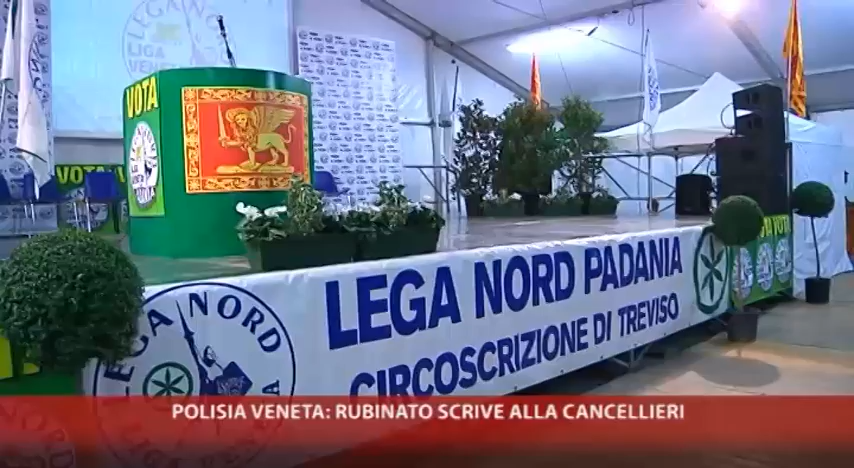 LEGA NORD
LIGA VENETA
VOTA
VOTA
LEGA NORD PADANIA
CIRCOSCRIZIONE DI TREVISO
LEGA NORD
VOTA
POLISIA VENETA: RUBINATO SCRIVE ALLA CANCELLIERI